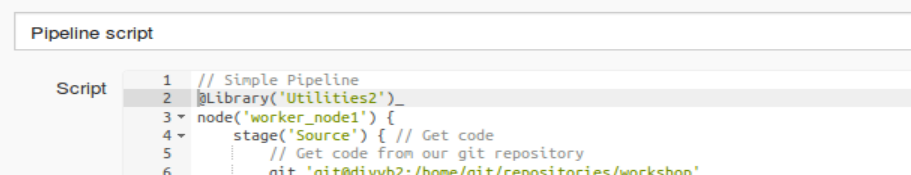 Pipeline script
Script
1 // Simple Pipeline
2 @Library('Utilities2')_
3 node('worker_node1') {
4 stage('Source') { // Get code
5 // Get code from our git repository
6 git 'git@diyvb2:/home/git/repositories/workshop'